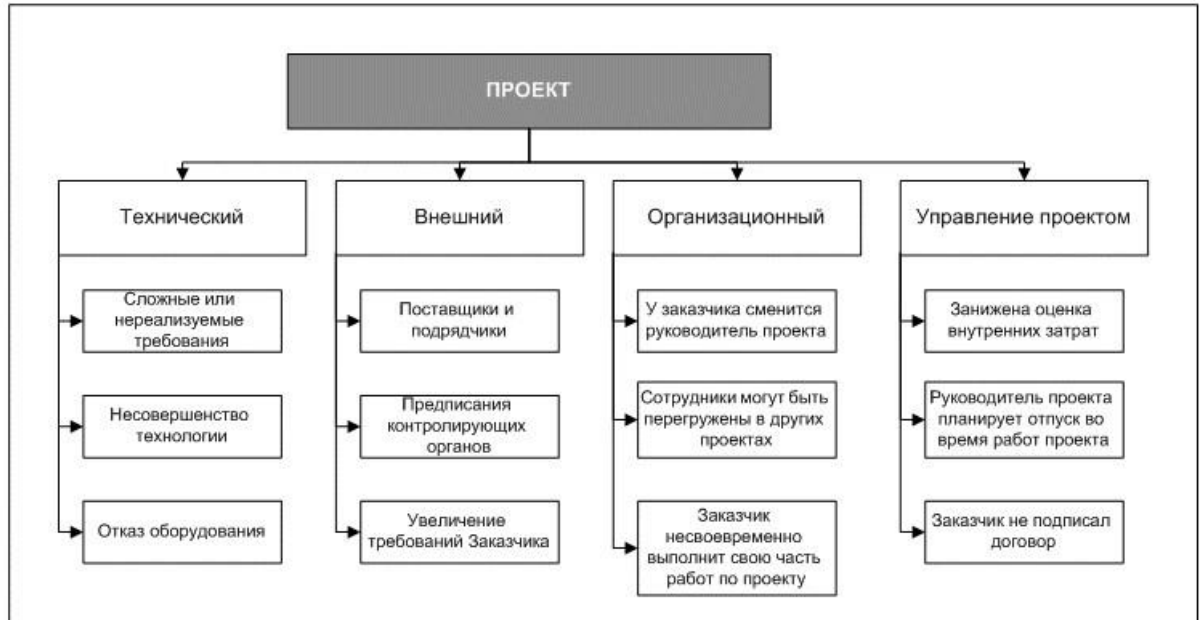 ПРОЕКТ
Технический
Внешний
Организационный
Управление проектом
Сложные или
нереализуемые
требования
Поставщики и
подрядчики
У заказчика сменится
руководитель проекта
Занижена оценка
внутренних затрат
Несовершенство
технологии
Предписания
контролирующих
органов
Сотрудники могут быть
перегружены в других
проектах
Руководитель проекта
планирует отпуск во
время работ проекта
Отказ оборудования
Увеличение
требований Заказчика
Заказчик
несвоевременно
выполнит свою часть
работ по проекту
Заказчик не подписал
договор